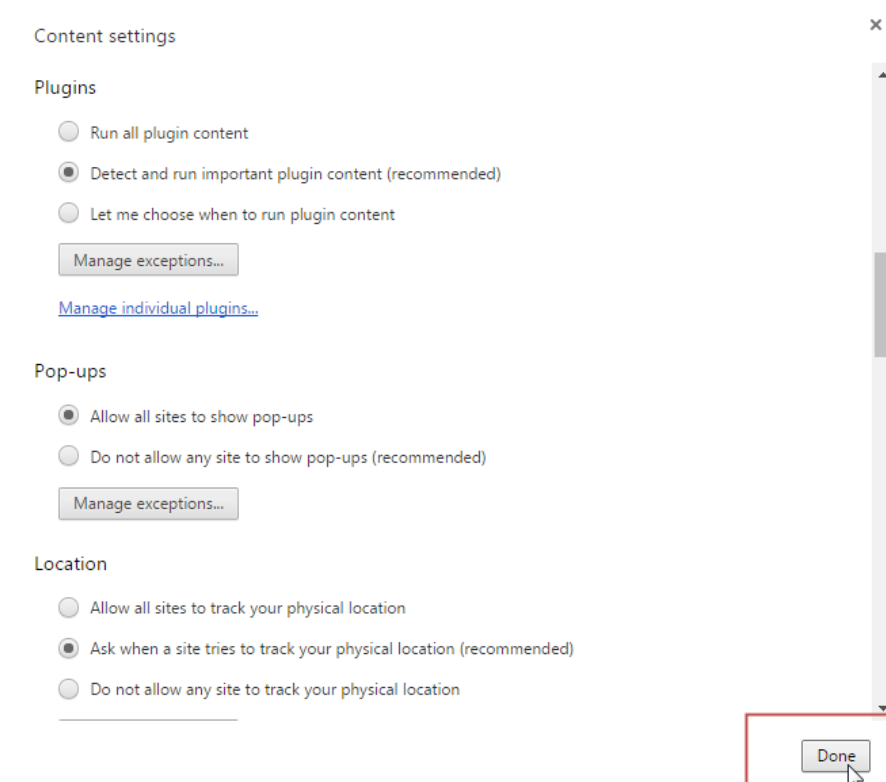 Content settings
Plugins
Run all plugin content
Detect and run important plugin content (recommended)
Let me choose when to run plugin content
Manage exceptions...
Manage individual plugins...
Pop-ups
Allow all sites to show pop-ups
Do not allow any site to show pop-ups (recommended)
Manage exceptions...
Location
Allow all sites to track your physical location
Ask when a site tries to track your physical location (recommended)
Do not allow any site to track your physical location
Done